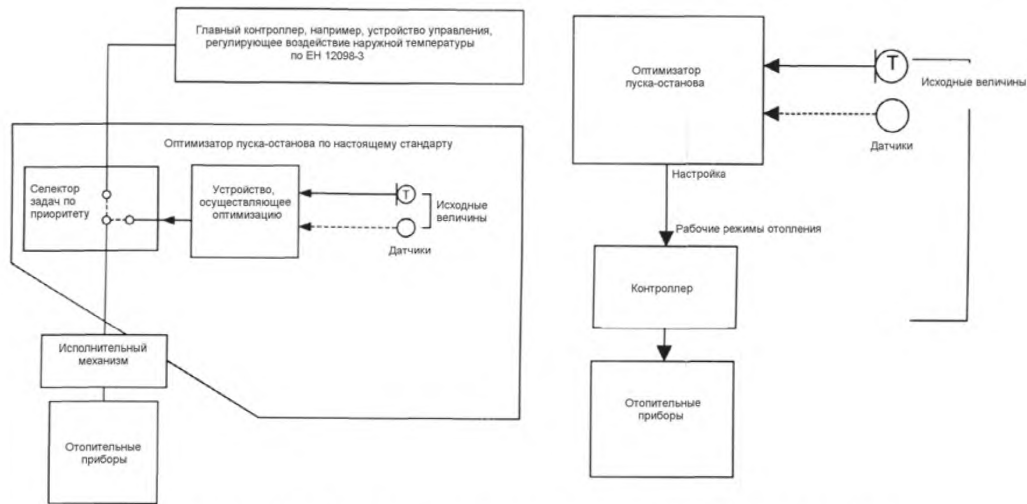 Главный контроллер, например, устройство управления,
регулирующее воздействие наружной температуры
по ЕН 12098-3
Оптимизатор пуска-останова по настоящему стандарту
Селектор
задач по
приоритету
Устройство,
осуществляющее
оптимизацию
T
Исходные
величины
Датчики
Исполнительный
механизм
Отопительные
приборы
Оптимизатор
пуска-останова
T
Исходные величины
Датчики
Настройка
Рабочие режимы отопления
Контроллер
Отопительные
приборы